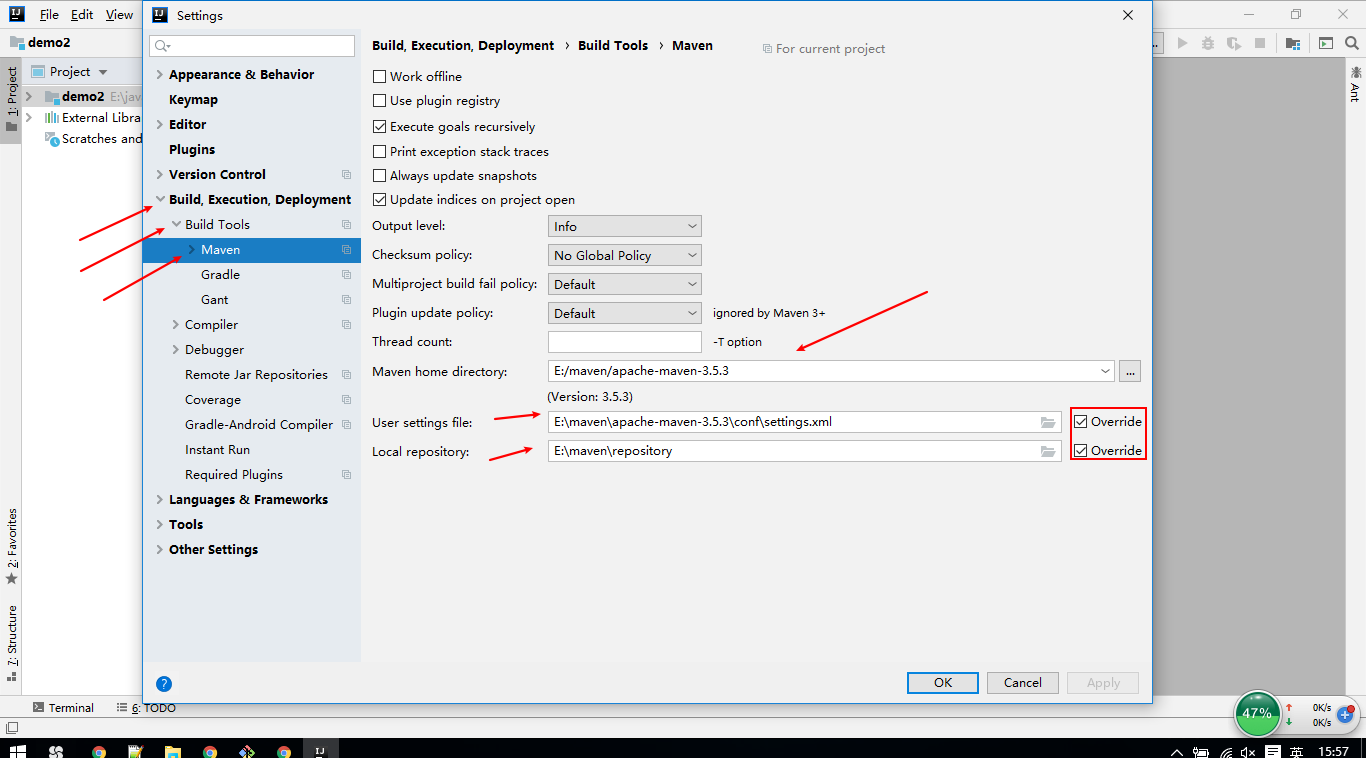 File Edit View
Settings
demo2
Build, Execution, Deployment › Build Tools › Maven
For current project
1: Project
Project
demo2 E:\jav
External Libra
Scratches and
Ant
Appearance & Behavior
Keymap
Editor
Plugins
Version Control
Build, Execution, Deployment
Build Tools
Maven
Gradle
Gant
Compiler
Debugger
Remote Jar Repositories
Coverage
Gradle-Android Compiler
Instant Run
Required Plugins
Languages & Frameworks
Tools
Other Settings
Work offline
Use plugin registry
Execute goals recursively
Print exception stack traces
Always update snapshots
Update indices on project open
Output level: Info
Checksum policy: No Global Policy
Multiproject build fail policy: Default
Plugin update policy: Default ignored by Maven 3+
Thread count: -T option
Maven home directory: E:/maven/apache-maven-3.5.3 ...
(Version: 3.5.3)
User settings file: E:\maven\apache-maven-3.5.3\conf\settings.xml Override
Local repository: E:\maven\repository Override
2: Favorites
7: Structure
?
OK Cancel Apply
Terminal 6: TODO
47% 0K/s
0K/s
英 15:57